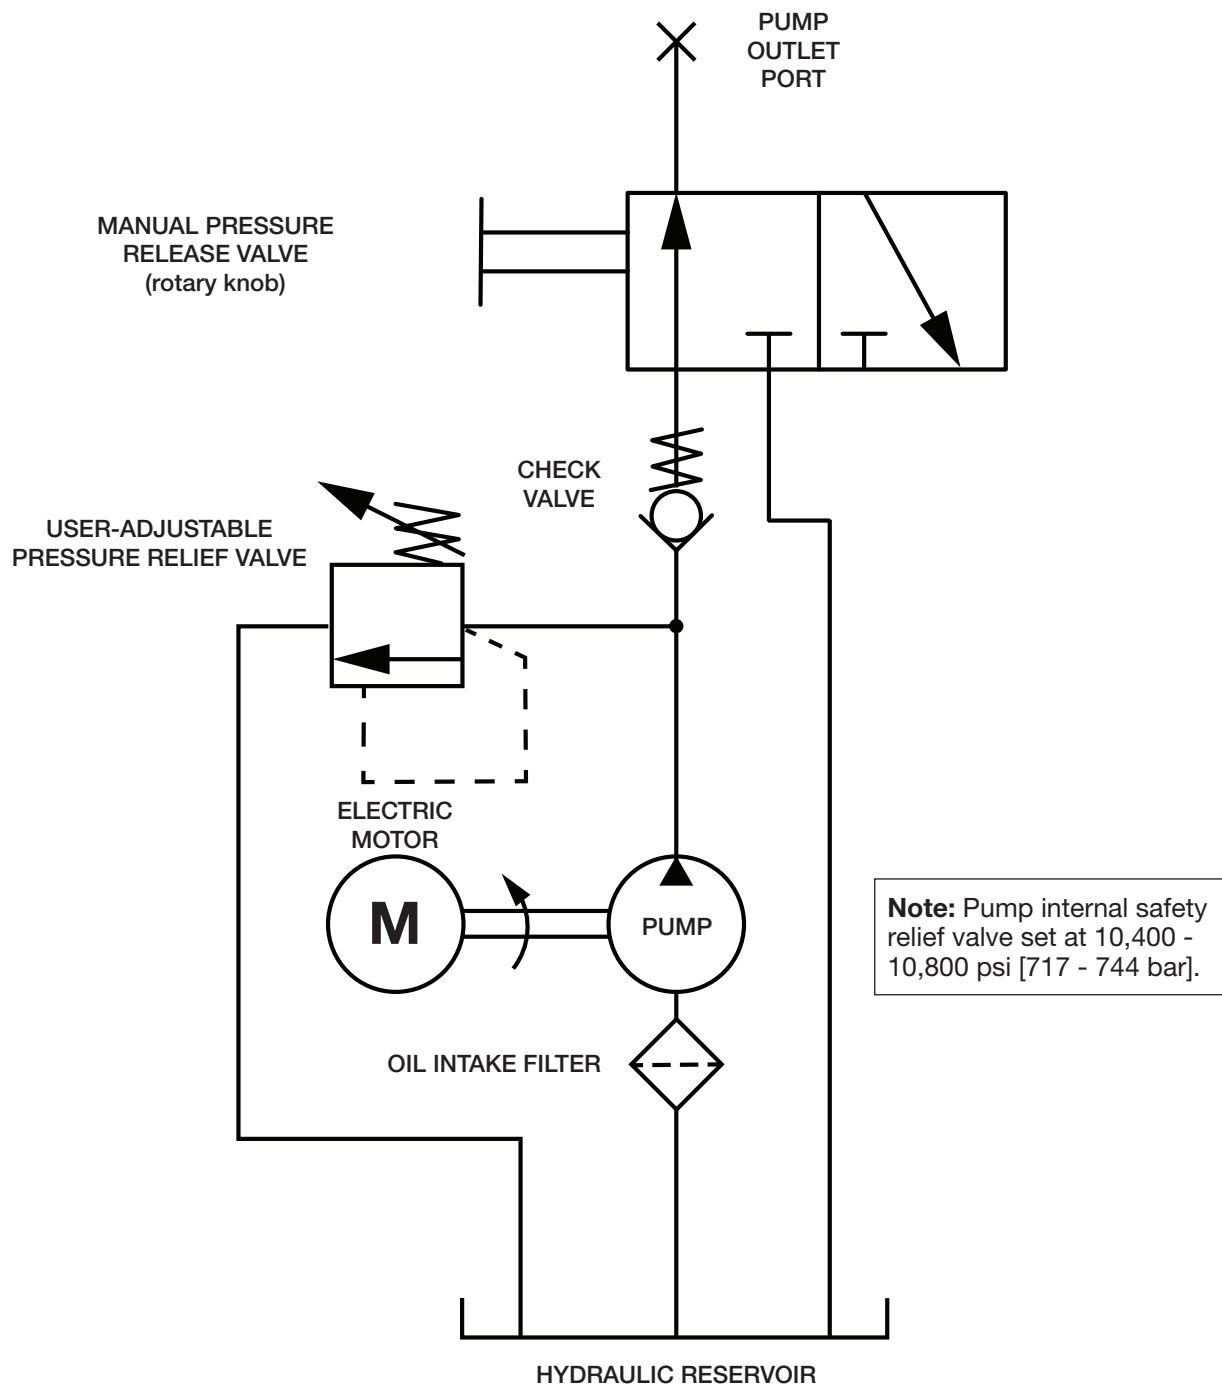 PUMP
OUTLET
PORT
MANUAL PRESSURE
RELEASE VALVE
(rotary knob)
CHECK
VALVE
USER-ADJUSTABLE
PRESSURE RELIEF VALVE
ELECTRIC
MOTOR
M
PUMP
Note: Pump internal safety
relief valve set at 10,400 -
10,800 psi [717 - 744 bar].
OIL INTAKE FILTER
HYDRAULIC RESERVOIR